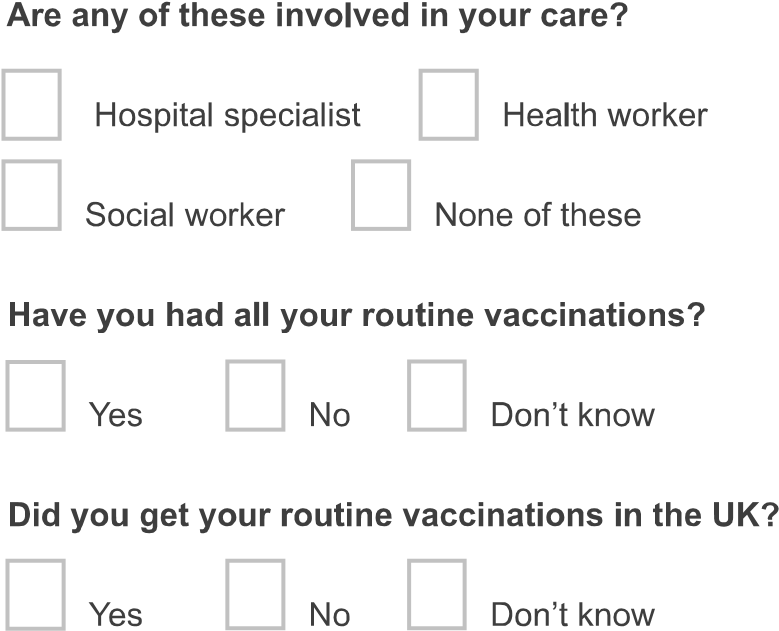 Are any of these involved in your care?
Hospital specialist Health worker
Social worker None of these
Have you had all your routine vaccinations?
Yes No Don’t know
Did you get your routine vaccinations in the UK?
Yes No Don’t know